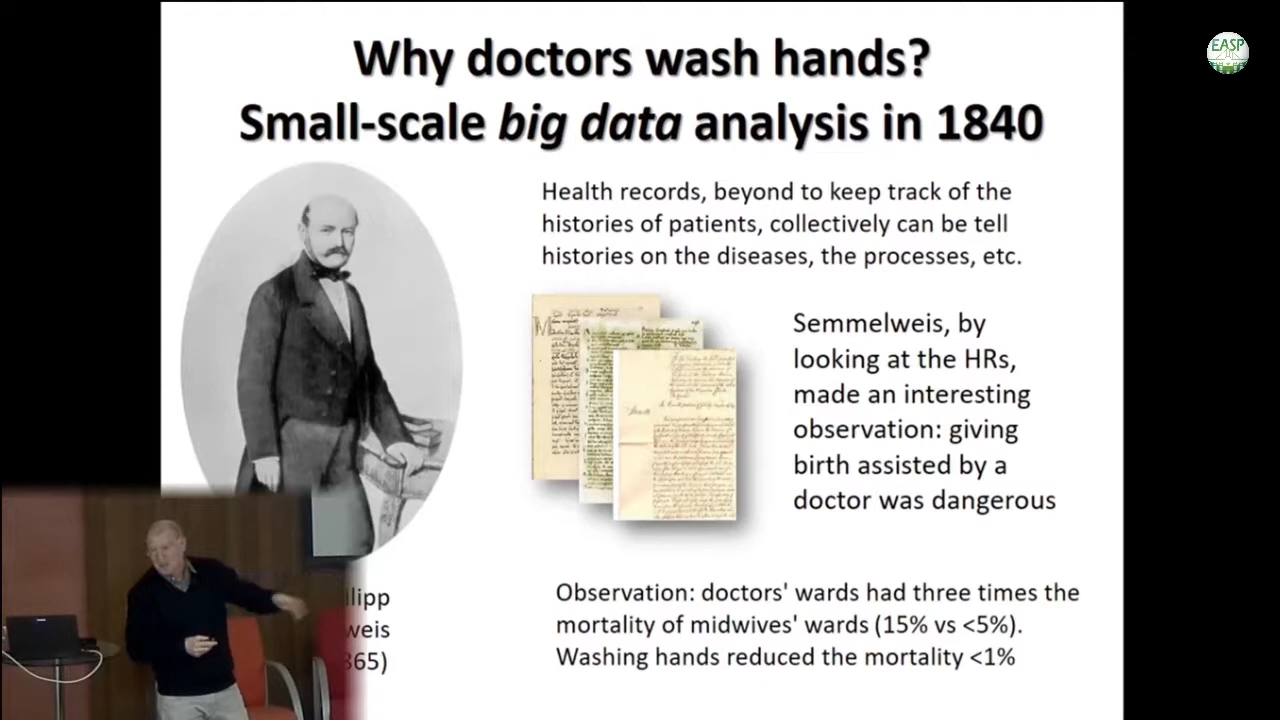 Why doctors wash hands?
Small-scale big data analysis in 1840
EASP
Health records, beyond to keep track of the
histories of patients, collectively can be tell
histories on the diseases, the processes, etc.
Semmelweis, by
looking at the HRs,
made an interesting
observation: giving
birth assisted by a
doctor was dangerous
llipp
weis
865)
Observation: doctors' wards had three times the
mortality of midwives' wards (15% vs <5%).
Washing hands reduced the mortality <1%